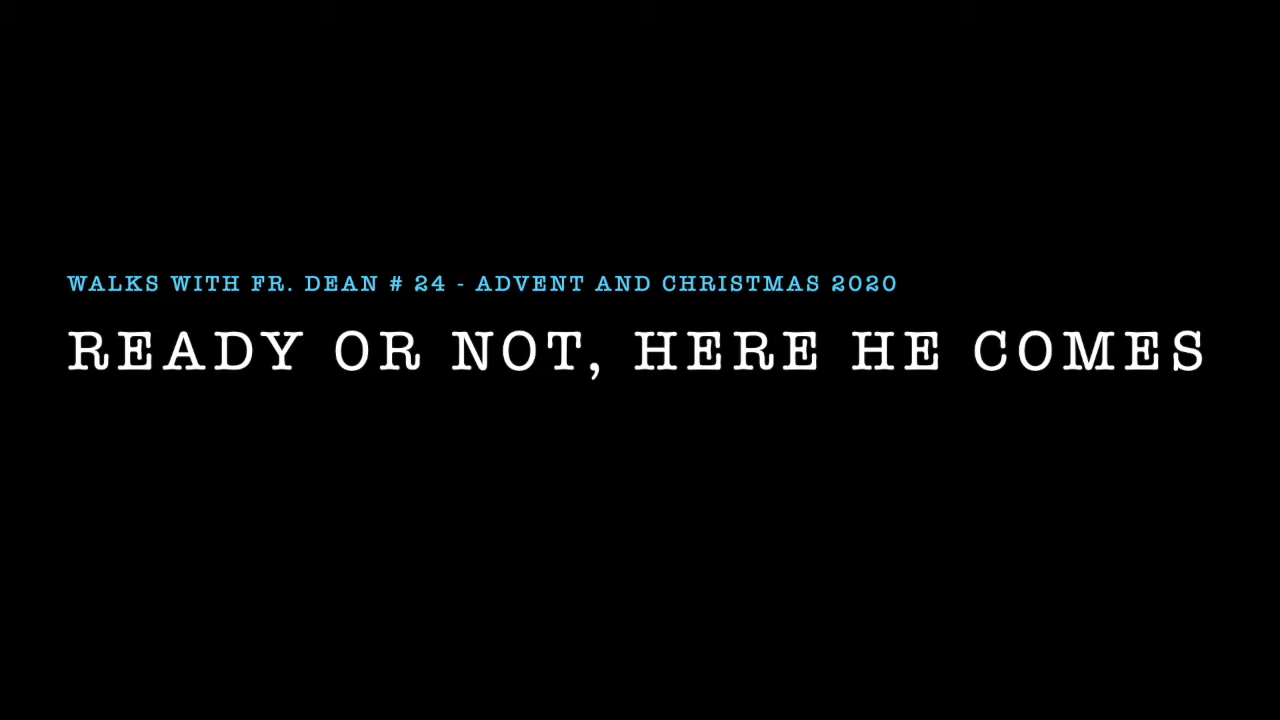 WALKS WITH FR. DEAN # 24 - ADVENT AND CHRISTMAS 2020
READY OR NOT, HERE HE COMES